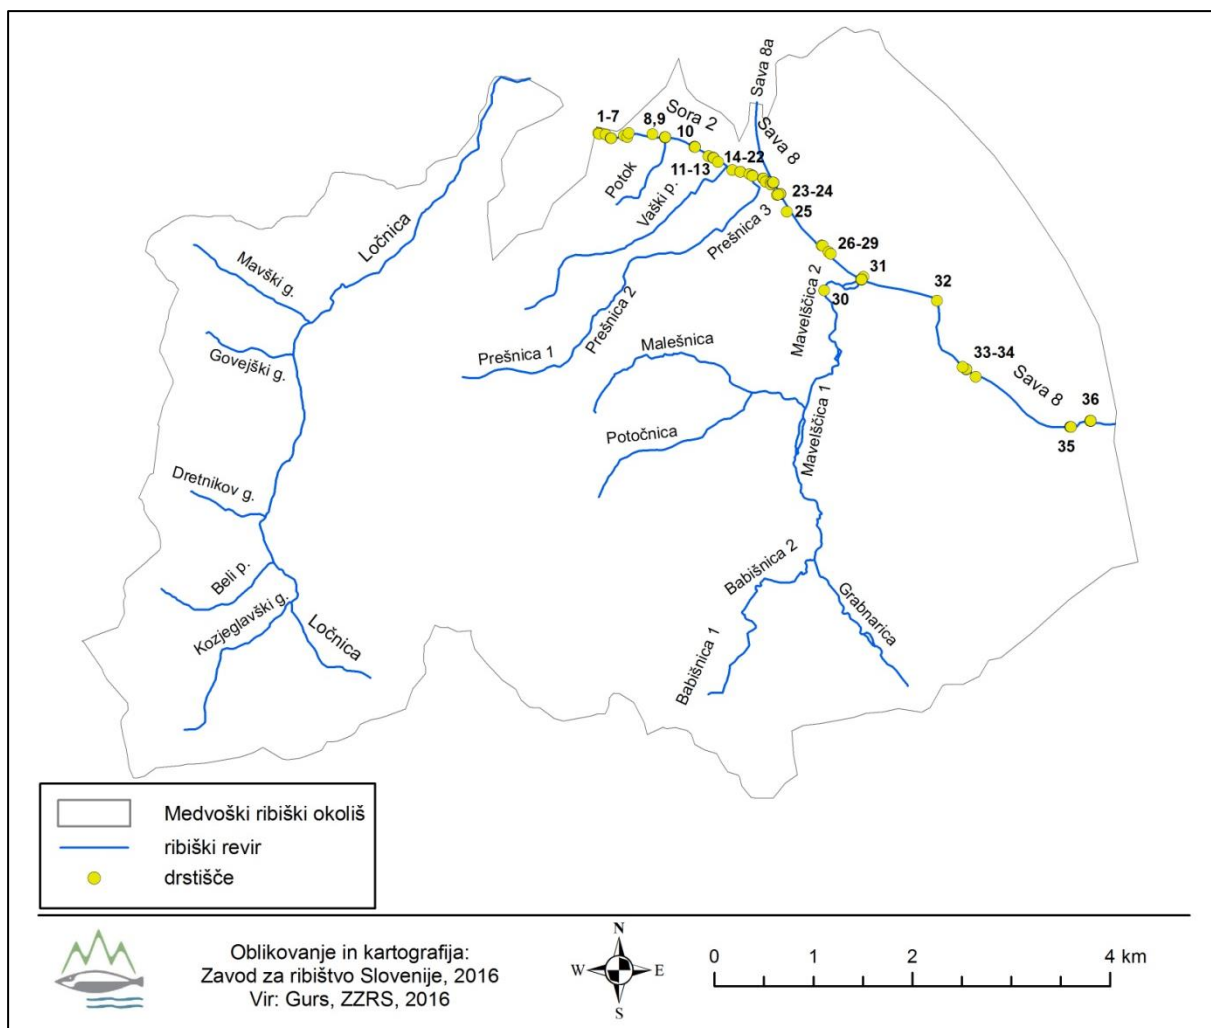 Sava 8a
1-7
8,9
Sora 2
10
Sava 8
11-13
14-22
Potok
Vaški p.
23-24
25
Ločnica
Mavški g.
Prešnica 3
26-29
31
32
30
Mavelščica 2
Govejški g.
Prešnica 2
Prešnica 1
Malešnica
33-34
Sava 8
36
35
Mavelščica 1
Potočnica
Dretnikov g.
Beli p.
Babišnica 2
Kozjeglavški g.
Grabnarica
Ločnica
Babišnica 1
Medvoški ribiški okoliš
ribiški revir
drstišče
Oblikovanje in kartografija:
Zavod za ribištvo Slovenije, 2016
Vir: Gurs, ZZRS, 2016
N
W E
S
0 1 2 4 km